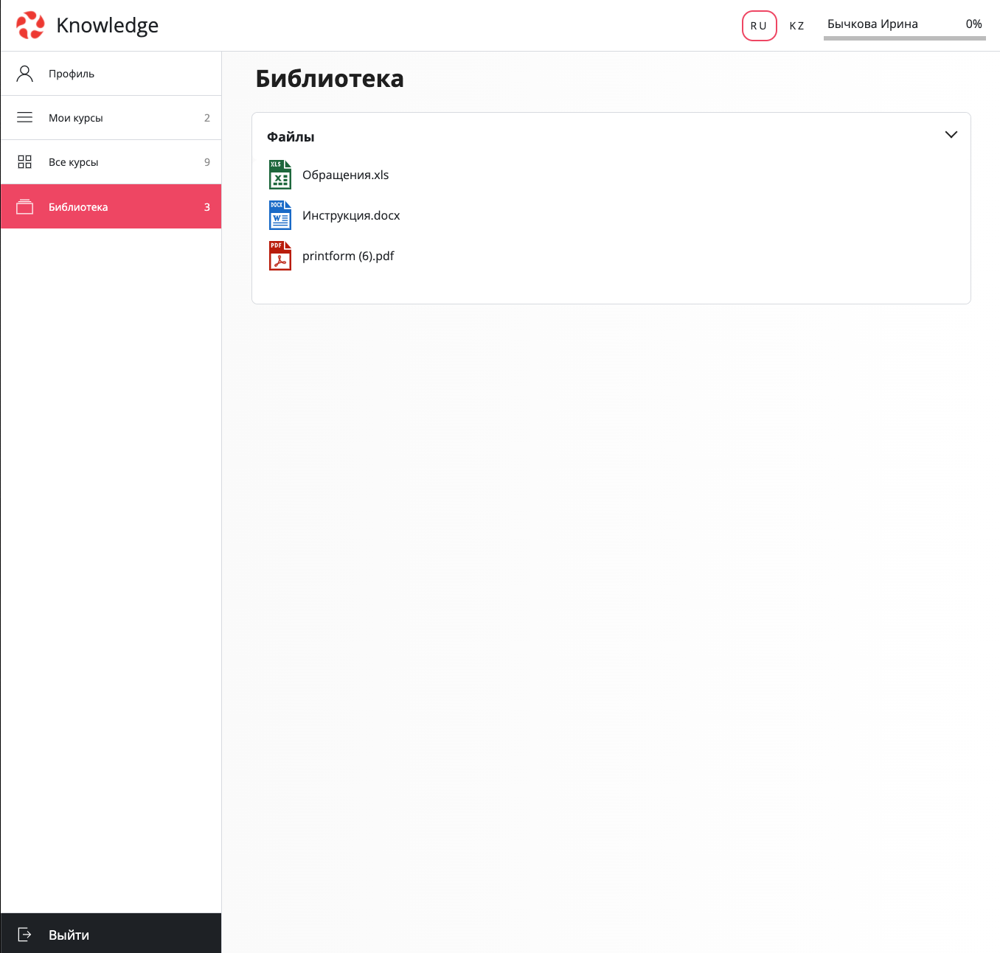 Knowledge
RU
KZ
Бычкова Ирина
0%
Профиль
Мои курсы
2
Все курсы
9
Библиотека
3
Библиотека
Файлы
XLS
Обращения.xls
DOCX
Инструкция.docx
PDF
printform (6).pdf
Выйти